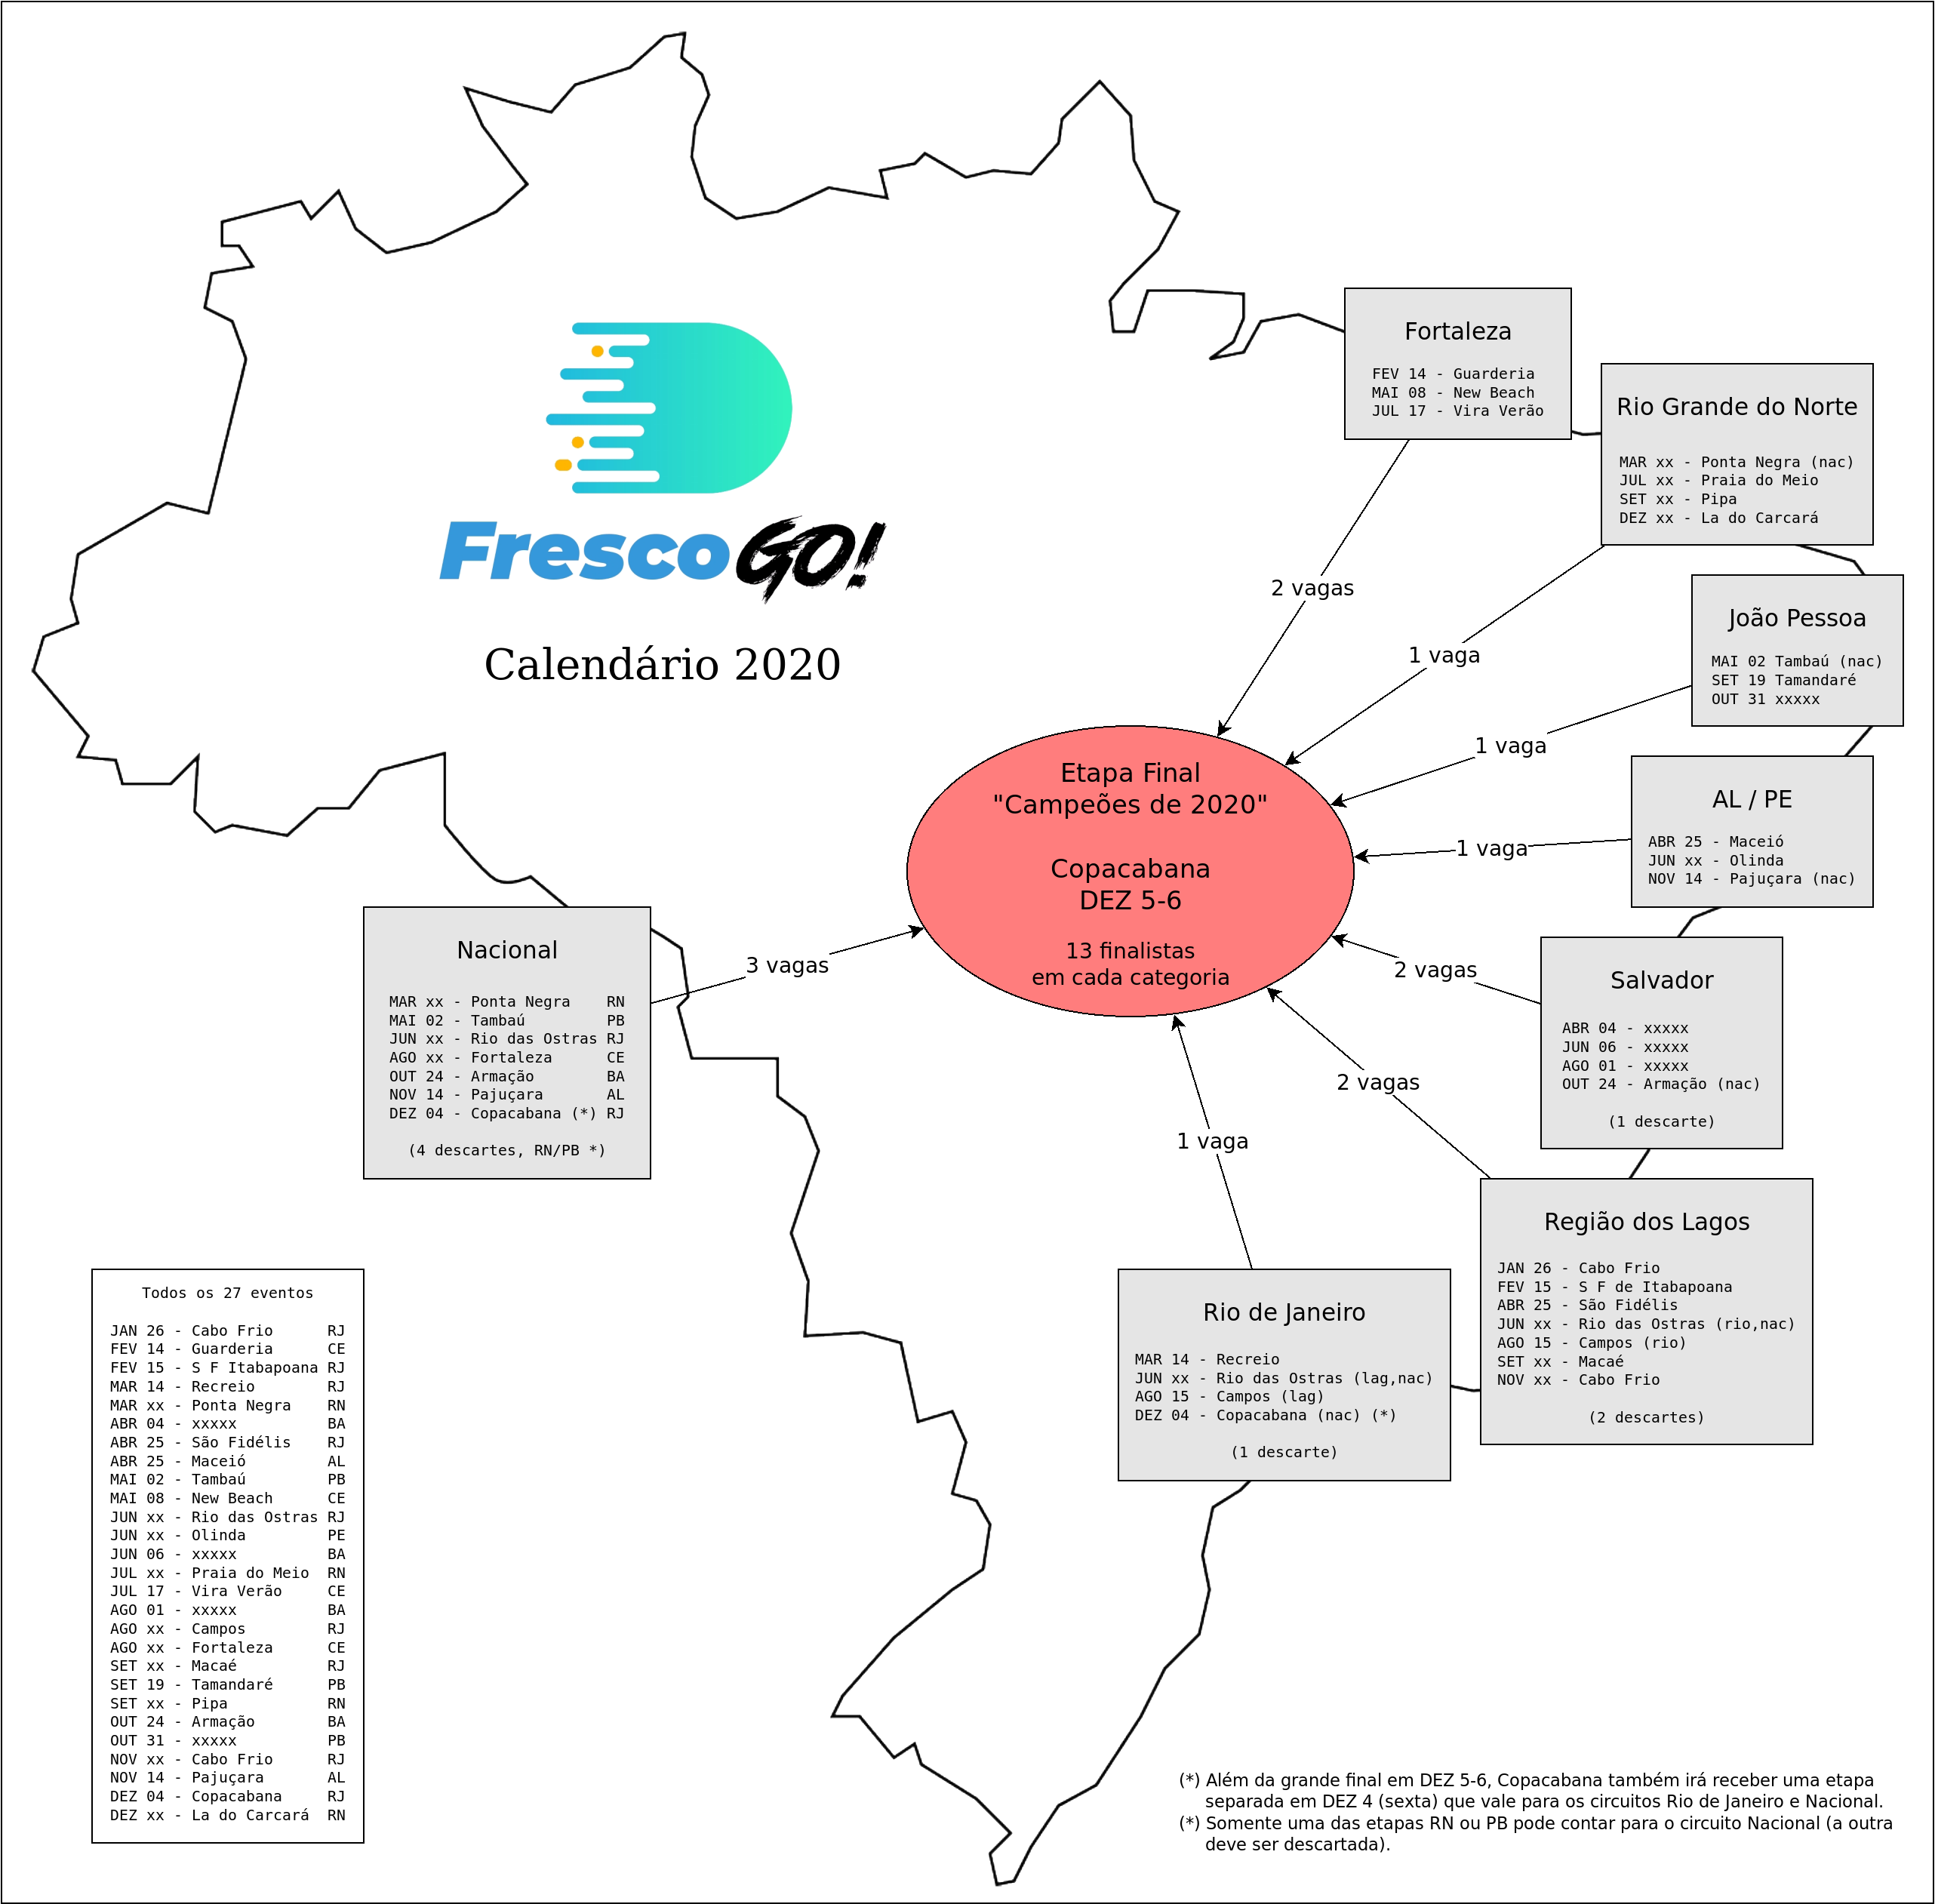 FrescoGO!
Calendário 2020
Fortaleza
FEV 14 - Guarderia
MAI 08 - New Beach
JUL 17 - Vira Verão
Rio Grande do Norte
MAR xx - Ponta Negra (nac)
JUL xx - Praia do Meio
SET xx - Pipa
DEZ xx - La do Carcará
João Pessoa
MAI 02 Tambaú (nac)
SET 19 Tamandaré
OUT 31 xxxxx
AL / PE
ABR 25 - Maceió
JUN xx - Olinda
NOV 14 - Pajuçara (nac)
Salvador
ABR 04 - xxxxx
JUN 06 - xxxxx
AGO 01 - xxxxx
OUT 24 - Armação (nac)
(1 descarte)
Região dos Lagos
JAN 26 - Cabo Frio
FEV 15 - S F de Itabapoana
ABR 25 - São Fidélis
JUN xx - Rio das Ostras (rio,nac)
AGO 15 - Campos (rio)
SET xx - Macaé
NOV xx - Cabo Frio
(2 descartes)
Rio de Janeiro
MAR 14 - Recreio
JUN xx - Rio das Ostras (lag,nac)
AGO 15 - Campos (lag)
DEZ 04 - Copacabana (nac) (*)
(1 descarte)
2 vagas
1 vaga
1 vaga
1 vaga
2 vagas
2 vagas
1 vaga
3 vagas
Etapa Final
"Campeões de 2020"
Copacabana
DEZ 5-6
13 finalistas
em cada categoria
Nacional
MAR xx - Ponta Negra RN
MAI 02 - Tambaú PB
JUN xx - Rio das Ostras RJ
AGO xx - Fortaleza CE
OUT 24 - Armação BA
NOV 14 - Pajuçara AL
DEZ 04 - Copacabana (*) RJ
(4 descartes, RN/PB *)
Todos os 27 eventos
JAN 26 - Cabo Frio RJ
FEV 14 - Guarderia CE
FEV 15 - S F Itabapoana RJ
MAR 14 - Recreio RJ
MAR xx - Ponta Negra RN
ABR 04 - xxxxx BA
ABR 25 - São Fidélis RJ
ABR 25 - Maceió AL
MAI 02 - Tambaú PB
MAI 08 - New Beach CE
JUN xx - Rio das Ostras RJ
JUN xx - Olinda PE
JUN 06 - xxxxx BA
JUL xx - Praia do Meio RN
JUL 17 - Vira Verão CE
AGO 01 - xxxxx BA
AGO xx - Campos RJ
AGO xx - Fortaleza CE
SET xx - Macaé RJ
SET 19 - Tamandaré PB
SET xx - Pipa RN
OUT 24 - Armação BA
OUT 31 - xxxxx PB
NOV xx - Cabo Frio RJ
NOV 14 - Pajuçara AL
DEZ 04 - Copacabana RJ
DEZ xx - La do Carcará RN
(*) Além da grande final em DEZ 5-6, Copacabana também irá receber uma etapa
separada em DEZ 4 (sexta) que vale para os circuitos Rio de Janeiro e Nacional.
(*) Somente uma das etapas RN ou PB pode contar para o circuito Nacional (a outra
deve ser descartada).